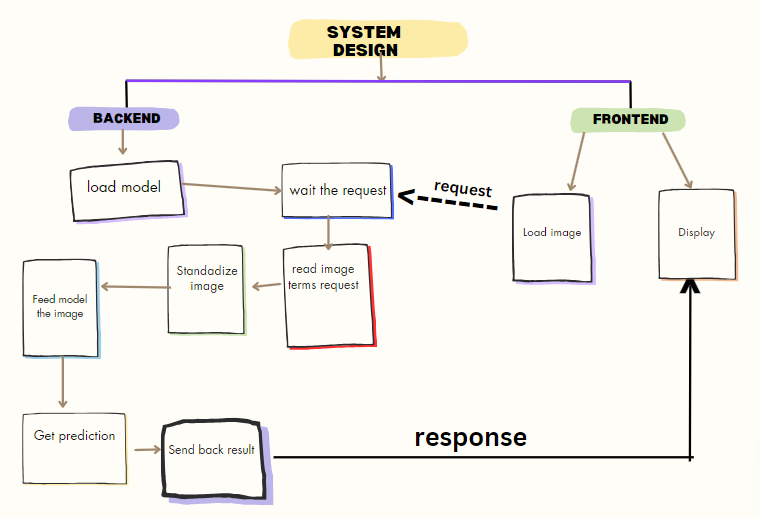 SYSTEM
DESIGN
BACKEND
FRONTEND
load model
wait the request
request
Load image
Display
read image
terms request
Standadize
image
Feed model
the image
Get prediction
Send back result
response